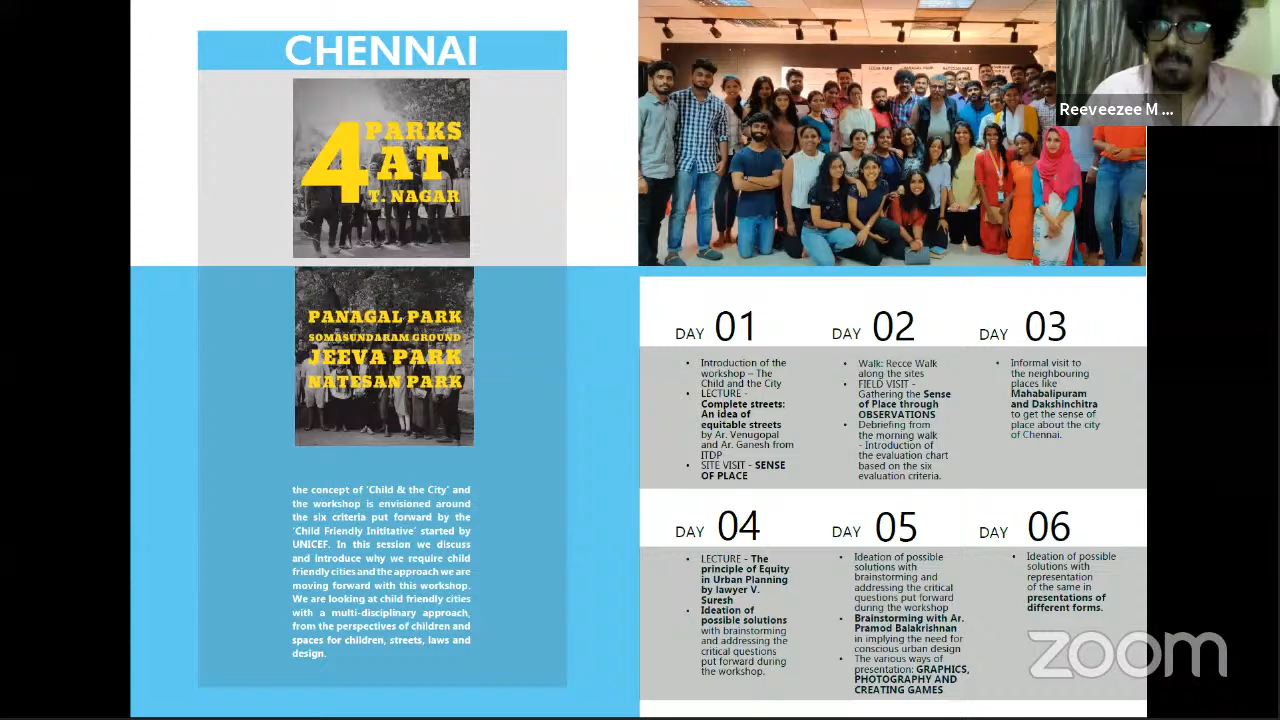 CHENNAI
4 PARKS
AT
T. NAGAR
PANAGAL PARK
SOMASUNDARAM GROUND
JEEVA PARK
NATESAN PARK
the concept of 'Child & the City' and
the workshop is envisioned around
the six criteria put forward by the
'Child Friendly Inititative' started by
UNICEF. In this session we discuss
and introduce why we require child
friendly cities and the approach we are
moving forward with this workshop.
We are looking at child friendly cities
with a multi-disciplinary approach,
from the perspectives of children and
spaces for children, streets, laws and
design.
PANAGAL PARK
Reeveezee M ...
DAY 01
• Introduction of the
workshop – The
Child and the City
• LECTURE -
Complete streets:
An idea of
equitable streets
by Ar. Venugopal
and Ar. Ganesh from
ITDP
• SITE VISIT - SENSE
OF PLACE
DAY 02
• Walk: Recce Walk
along the sites
• FIELD VISIT -
Gathering the Sense
of Place through
OBSERVATIONS
• Debriefing from
the morning walk
- Introduction of
the evaluation chart
based on the six
evaluation criteria.
DAY 03
• Informal visit to
the neighbouring
places like
Mahabalipuram
and Dakshinchitra
to get the sense of
place about the city
of Chennai.
DAY 04
• LECTURE - The
principle of Equity
in Urban Planning
by lawyer V.
Suresh
• Ideation of
possible solutions
with brainstorming
and addressing the
critical questions
put forward during
the workshop.
DAY 05
• Ideation of possible
solutions with
brainstorming and
addressing the critical
questions put forward
during the workshop
• Brainstorming with Ar.
Pramod Balakrishnan
in implying the need for
conscious urban design
• The various ways of
presentation: GRAPHICS,
PHOTOGRAPHY AND
CREATING GAMES
DAY 06
• Ideation of possible
solutions with
representation
of the same in
presentations of
different forms.
zoom